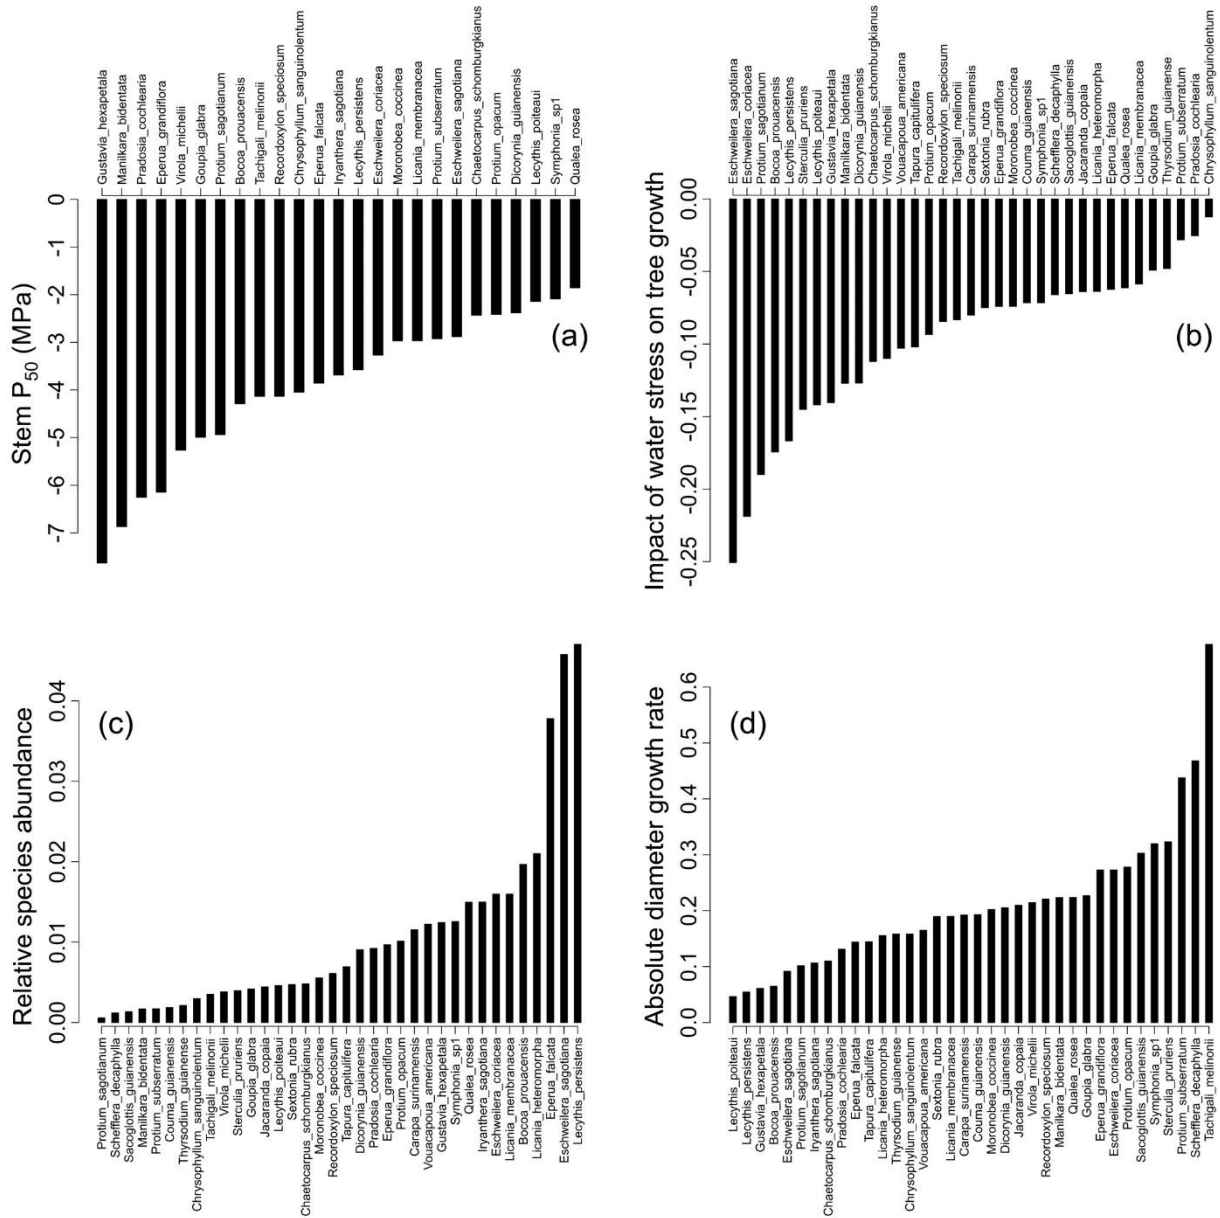 Gustavia_hexapetala
Manilkara_bidentata
Pradosia_cochlearia
Eperua_grandiflora
Virola_michelii
Goupia_glabra
Protium_sagotianum
Bocoa_prouacensis
Tachigali_melinonii
Recordoxylon_speciosum
Chrysophyllum_sanguinolentum
Eperua_falcata
Iryanthera_sagotiana
Lecythis_persistens
Eschweilera_coriacea
Moronobea_coccinea
Licania_membranacea
Protium_subserratum
Eschweilera_sagotiana
Chaetocarpus_schomburgkianus
Protium_opacum
Dicorynia_guianensis
Lecythis_poiteaui
Symphonia_sp1
Qualea_rosea
Stem P50 (MPa)
0
-1
-2
-3
-4
-5
-6
-7
(a)
Eschweilera_sagotiana
Eschweilera_coriacea
Protium_sagotianum
Bocoa_prouacensis
Lecythis_persistens
Sterculia_pruriens
Lecythis_poiteaui
Gustavia_hexapetala
Manilkara_bidentata
Dicorynia_guianensis
Chaetocarpus_schomburgkianus
Virola_michelii
Vouacapoua_americana
Tapura_capitulifera
Protium_opacum
Recordoxylon_speciosum
Tachigali_melinonii
Carapa_surinamensis
Sextonia_rubra
Eperua_grandiflora
Moronobea_coccinea
Couma_guianensis
Symphonia_sp1
Schefflera_decaphylla
Sacoglottis_guianensis
Jacaranda_copaia
Licania_heteromorpha
Eperua_falcata
Qualea_rosea
Licania_membranacea
Goupia_glabra
Thyrsodium_guianense
Protium_subserratum
Pradosia_cochlearia
Chrysophyllum_sanguinolentum
Impact of water stress on tree growth
0.00
-0.05
-0.10
-0.15
-0.20
-0.25
(b)
Relative species abundance
0.04
0.03
0.02
0.01
0.00
(c)
Protium_sagotianum
Schefflera_decaphylla
Sacoglottis_guianensis
Manilkara_bidentata
Protium_subserratum
Couma_guianensis
Thyrsodium_guianense
Chrysophyllum_sanguinolentum
Tachigali_melinonii
Virola_michelii
Sterculia_pruriens
Goupia_glabra
Jacaranda_copaia
Lecythis_poiteaui
Sextonia_rubra
Chaetocarpus_schomburgkianus
Moronobea_coccinea
Recordoxylon_speciosum
Tapura_capitulifera
Dicorynia_guianensis
Pradosia_cochlearia
Eperua_grandiflora
Protium_opacum
Carapa_surinamensis
Vouacapoua_americana
Gustavia_hexapetala
Symphonia_sp1
Qualea_rosea
Iryanthera_sagotiana
Eschweilera_coriacea
Licania_membranacea
Bocoa_prouacensis
Licania_heteromorpha
Eperua_falcata
Eschweilera_sagotiana
Lecythis_persistens
Absolute diameter growth rate
0.6
0.5
0.4
0.3
0.2
0.1
0.0
(d)
Lecythis_poiteaui
Lecythis_persistens
Gustavia_hexapetala
Bocoa_prouacensis
Eschweilera_sagotiana
Protium_sagotianum
Iryanthera_sagotiana
Chaetocarpus_schomburgkianus
Pradosia_cochlearia
Eperua_falcata
Tapura_capitulifera
Licania_heteromorpha
Thyrsodium_guianense
Chrysophyllum_sanguinolentum
Vouacapoua_americana
Sextonia_rubra
Licania_membranacea
Carapa_surinamensis
Couma_guianensis
Moronobea_coccinea
Dicorynia_guianensis
Jacaranda_copaia
Virola_michelii
Recordoxylon_speciosum
Manilkara_bidentata
Qualea_rosea
Goupia_glabra
Eperua_grandiflora
Eschweilera_coriacea
Protium_opacum
Sacoglottis_guianensis
Symphonia_sp1
Sterculia_pruriens
Protium_subserratum
Schefflera_decaphylla
Tachigali_melinonii